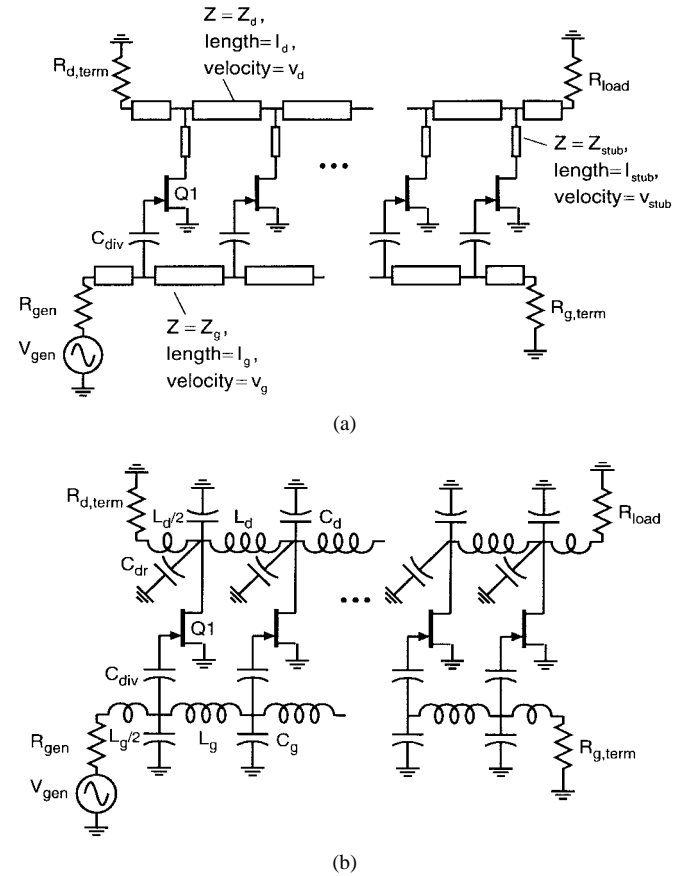 Z = Z_d,
length= l_d,
velocity= v_d
R_d,term
R_load
Z = Z_stub,
length= l_stub,
velocity= v_stub
Q1
C_div
R_gen
V_gen
R_g,term
Z = Z_g,
length= l_g,
velocity= v_g
(a)
R_d,term
L_d/2
L_d
C_d
R_load
C_dr
Q1
C_div
R_gen
L_g/2
L_g
C_g
R_g,term
V_gen
(b)